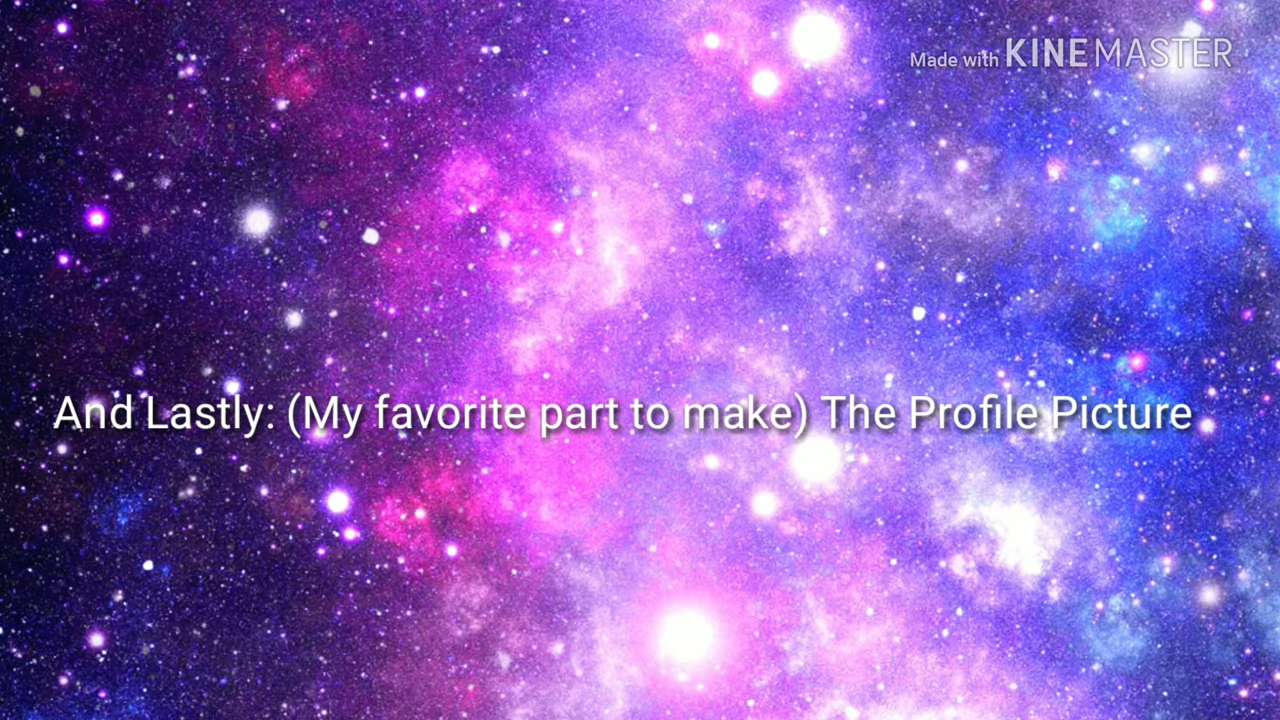 Made with KINEMASTER
And Lastly: (My favorite part to make) The Profile Picture